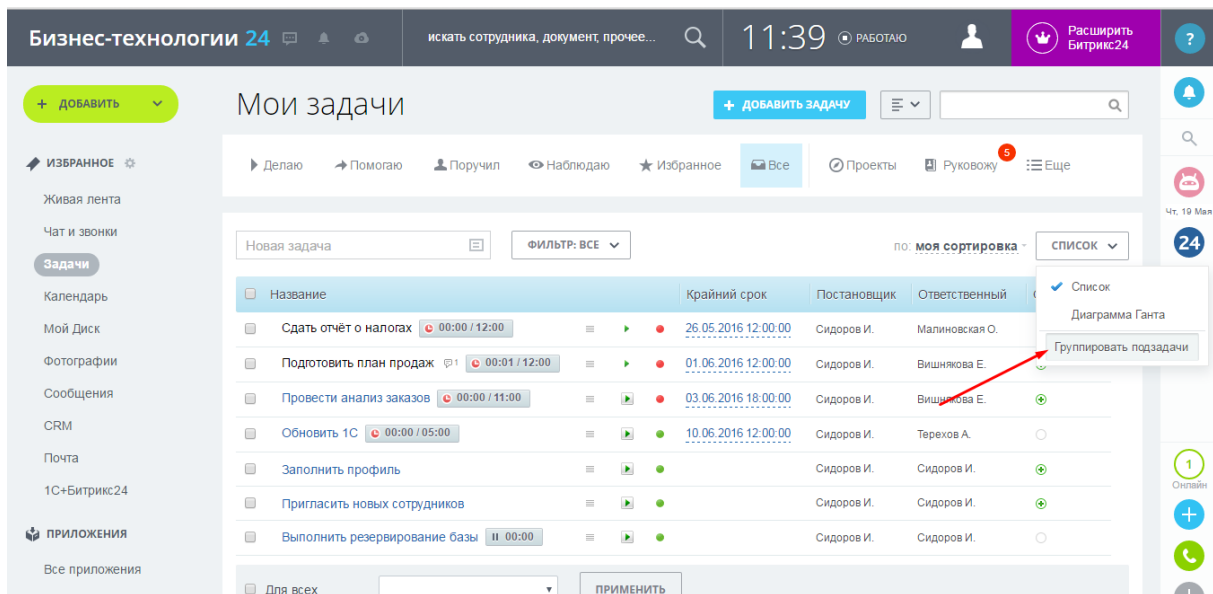 Бизнес-технологии 24
искать сотрудника, документ, прочее...
11:39 РАБОТАЮ
Расширить
Битрикс24
?
+ ДОБАВИТЬ
Мои задачи
+ ДОБАВИТЬ ЗАДАЧУ
ИЗБРАННОЕ
Делаю Помогаю Поручил Наблюдаю Избранное Все Проекты Руковожу 5 Еще
Живая лента
Чт, 19 Мая
Чат и звонки
Новая задача
ФИЛЬТР: ВСЕ
по: моя сортировка
СПИСОК
24
Задачи
Список
Диаграмма Ганта
Группировать подзадачи
Календарь
Название Крайний срок Постановщик Ответственный
Мой Диск
Сдать отчёт о налогах 00:00 / 12:00 26.05.2016 12:00:00 Сидоров И. Малиновская О.
Фотографии
Подготовить план продаж 1 00:01 / 12:00 01.06.2016 12:00:00 Сидоров И. Вишнякова Е.
Сообщения
Провести анализ заказов 00:00 / 11:00 03.06.2016 18:00:00 Сидоров И. Вишнякова Е.
CRM
Обновить 1С 00:00 / 05:00 10.06.2016 12:00:00 Сидоров И. Терехов А.
Почта
Заполнить профиль Сидоров И. Сидоров И.
1
Онлайн
1С+Битрикс24
Пригласить новых сотрудников Сидоров И. Сидоров И.
ПРИЛОЖЕНИЯ
Выполнить резервирование базы 00:00 Сидоров И. Сидоров И.
Все приложения
Для всех
ПРИМЕНИТЬ